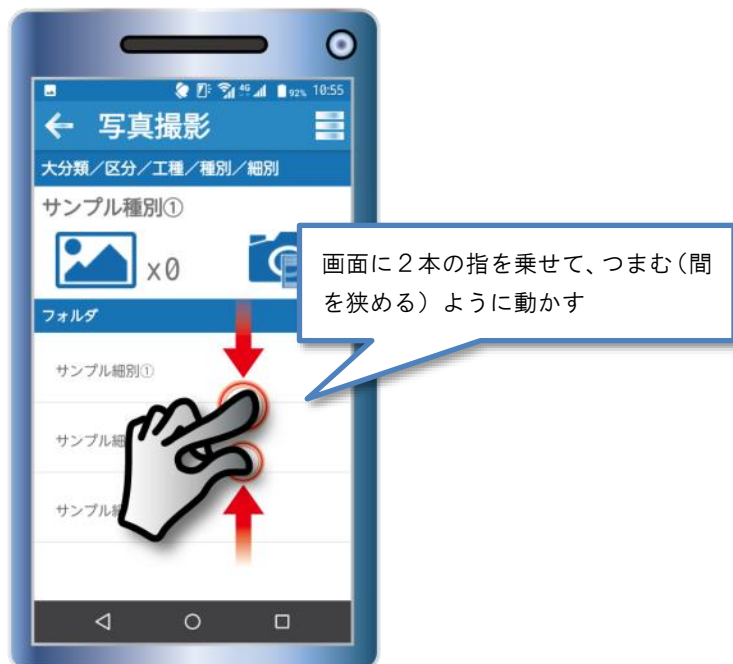 4G 92% 10:55
写真撮影
大分類／区分／工種／種別／細別
サンプル種別①
x0
画面に２本の指を乗せて、つまむ（間
を狭める）ように動かす
フォルダ
サンプル細別①
サンプル細
サンプル細